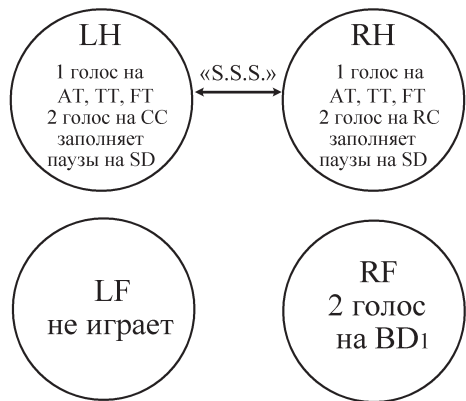 LH
1 голос на
AT, TT, FT
2 голос на CC
заполняет
паузы на SD
«S.S.S.»
RH
1 голос на
AT, TT, FT
2 голос на RC
заполняет
паузы на SD
LF
не играет
RF
2 голос
на BD1